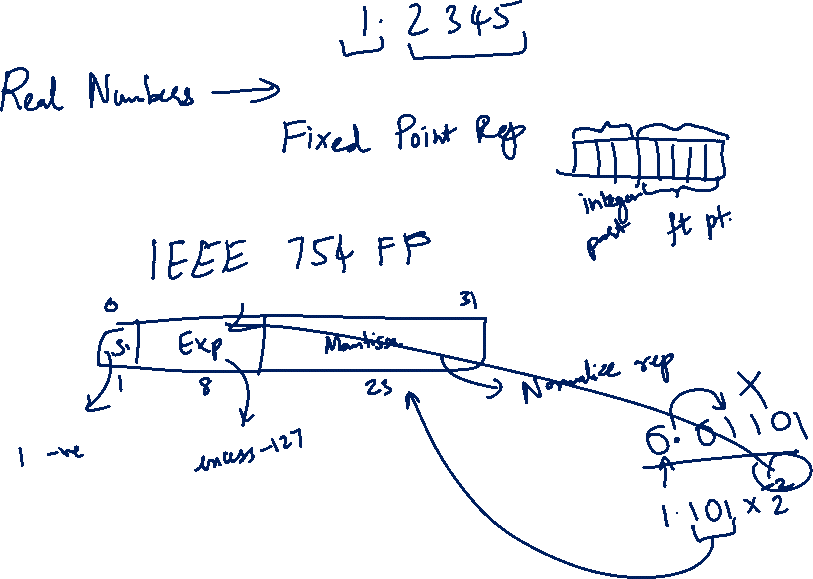 1. 2345
Real Numbers →
Fixed Point Rep
integer part
ft pt.
IEEE 754 FP
0 31
S. Exp Mantissa
1 8 23
Normalize rep
X
1 -ve
excess-127
0.01101
1.101 x 2
-2